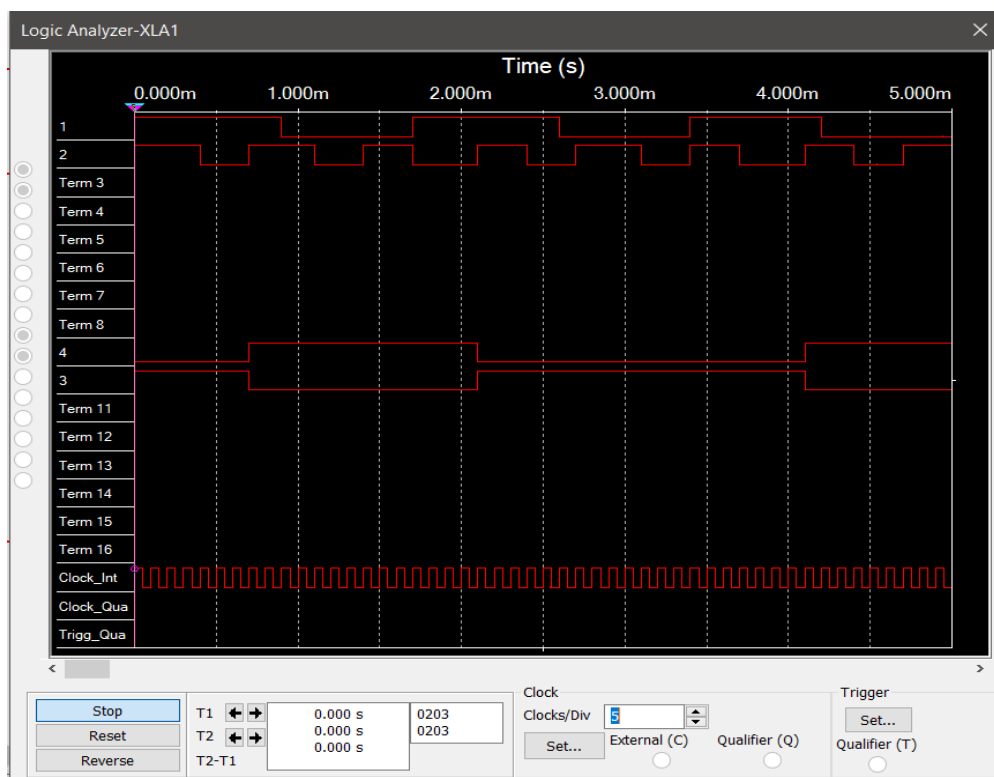 Logic Analyzer-XLA1
Time (s)
0.000m 1.000m 2.000m 3.000m 4.000m 5.000m
1
2
Term 3
Term 4
Term 5
Term 6
Term 7
Term 8
4
3
Term 11
Term 12
Term 13
Term 14
Term 15
Term 16
Clock_Int
Clock_Qua
Trigg_Qua
Stop
Reset
Reverse
T1 0.000 s 0203
T2 0.000 s 0203
T2-T1 0.000 s
Clock
Clocks/Div 5
Set... External (C) Qualifier (Q)
Trigger
Set...
Qualifier (T)